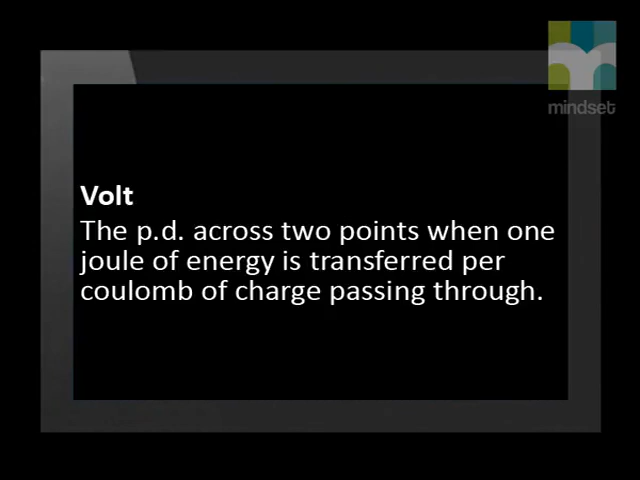 mindset
Volt
The p.d. across two points when one
joule of energy is transferred per
coulomb of charge passing through.